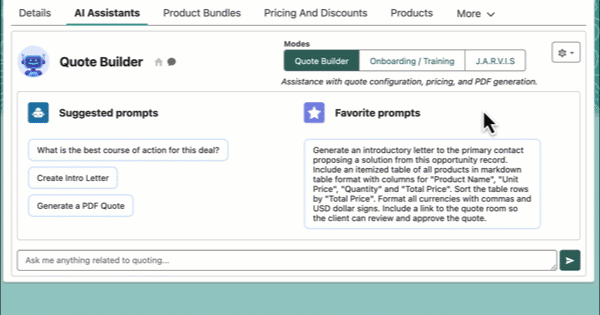 Details AI Assistants Product Bundles Pricing And Discounts Products More
Modes
Quote Builder
Quote Builder Onboarding / Training J.A.R.V.I.S
Assistance with quote configuration, pricing, and PDF generation.
Suggested prompts
What is the best course of action for this deal?
Create Intro Letter
Generate a PDF Quote
Favorite prompts
Generate an introductory letter to the primary contact
proposing a solution from this opportunity record.
Include an itemized table of all products in markdown
table format with columns for "Product Name", "Unit
Price", "Quantity" and "Total Price". Sort the table rows
by "Total Price". Format all currencies with commas and
USD dollar signs. Include a link to the quote room so
the client can review and approve the quote.
Ask me anything related to quoting...